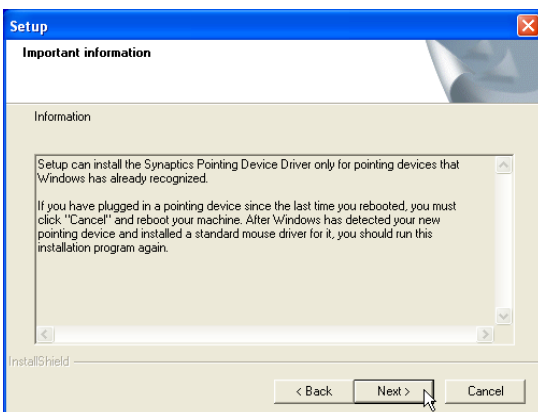 Setup
Important information
Information
Setup can install the Synaptics Pointing Device Driver only for pointing devices that
Windows has already recognized.
If you have plugged in a pointing device since the last time you rebooted, you must
click "Cancel" and reboot your machine. After Windows has detected your new
pointing device and installed a standard mouse driver for it, you should run this
installation program again.
InstallShield
< Back Next > Cancel